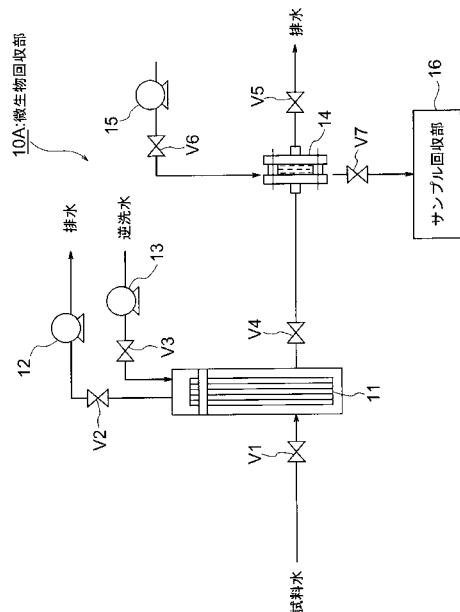 10A:微生物回収部
排水
逆洗水
排水
15
12
13
V6
V5
V2
V3
14
V7
16
サンプル回収部
V4
11
V1
試料水